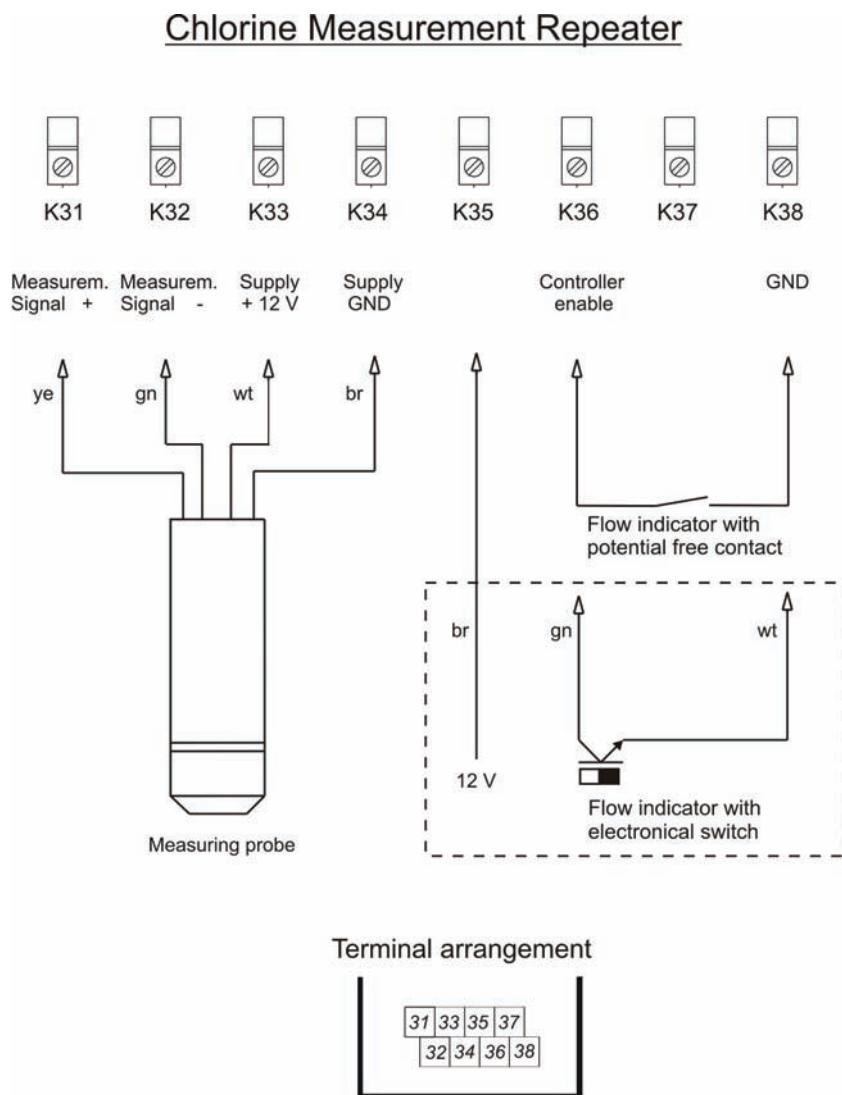 Chlorine Measurement Repeater
K31 K32 K33 K34 K35 K36 K37 K38
Measurem. Measurem. Supply Supply Controller GND
Signal + Signal - + 12 V GND enable
ye gn wt br
Flow indicator with
potential free contact
br gn wt
12 V
Flow indicator with
electronical switch
Measuring probe
Terminal arrangement
31 33 35 37
32 34 36 38